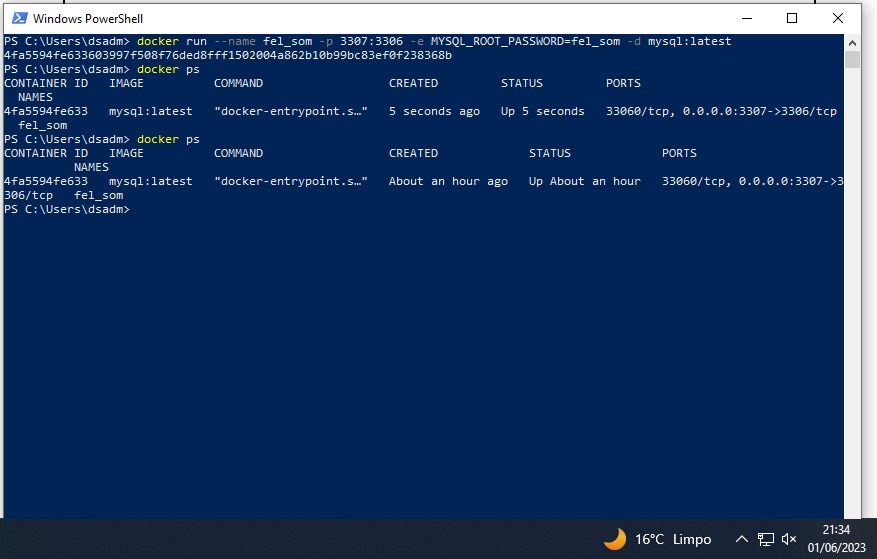 Windows PowerShell
PS C:\Users\dsadm> docker run --name fel_som -p 3307:3306 -e MYSQL_ROOT_PASSWORD=fel_som -d mysql:latest
4fa5594fe633603997f508f76ded8fff1502004a862b10b99bc83ef0f238368b
PS C:\Users\dsadm> docker ps
CONTAINER ID   IMAGE          COMMAND                  CREATED         STATUS         PORTS
  NAMES
4fa5594fe633   mysql:latest   "docker-entrypoint.s…"   5 seconds ago   Up 5 seconds   33060/tcp, 0.0.0.0:3307->3306/tcp
  fel_som
PS C:\Users\dsadm> docker ps
CONTAINER ID   IMAGE          COMMAND                  CREATED             STATUS             PORTS
          NAMES
4fa5594fe633   mysql:latest   "docker-entrypoint.s…"   About an hour ago   Up About an hour   33060/tcp, 0.0.0.0:3307->3
306/tcp   fel_som
PS C:\Users\dsadm>
16°C Limpo
21:34
01/06/2023